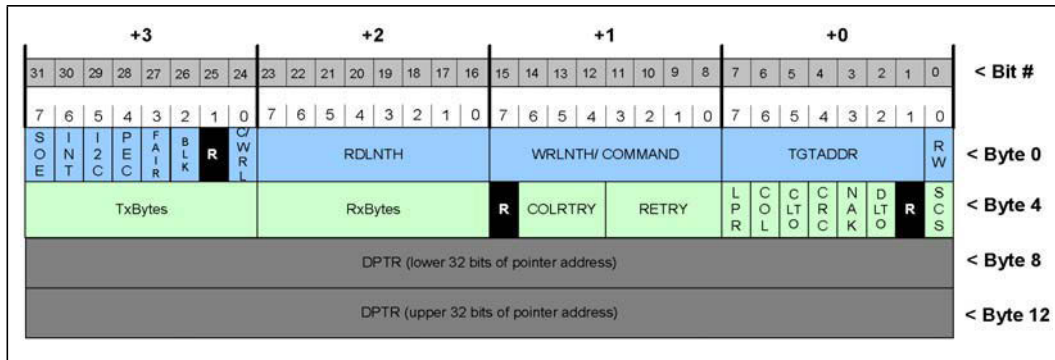 +3 +2 +1 +0
31 30 29 28 27 26 25 24 23 22 21 20 19 18 17 16 15 14 13 12 11 10 9 8 7 6 5 4 3 2 1 0 < Bit #
7 6 5 4 3 2 1 0 7 6 5 4 3 2 1 0 7 6 5 4 3 2 1 0 7 6 5 4 3 2 1 0
SOE INT I2C PEC FAIR BLK R C/WRL RDLNTH WRLNTH/ COMMAND TGTADDR RW < Byte 0
TxBytes RxBytes R COLRTRY RETRY LPR COL CLTO CRC NAK DLTO R SCS < Byte 4
DPTR (lower 32 bits of pointer address) < Byte 8
DPTR (upper 32 bits of pointer address) < Byte 12